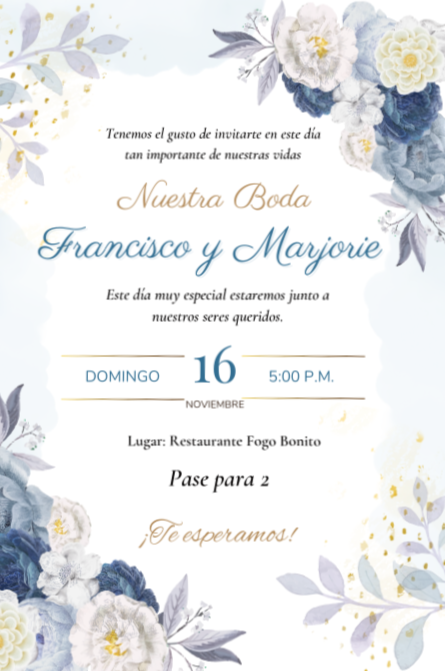 Tenemos el gusto de invitarte en este día
tan importante de nuestras vidas
Nuestra Boda
Francisco y Marjorie
Este día muy especial estaremos junto a
nuestros seres queridos.
DOMINGO
16
5:00 P.M.
NOVIEMBRE
Lugar: Restaurante Fogo Bonito
Pase para 2
¡Te esperamos!